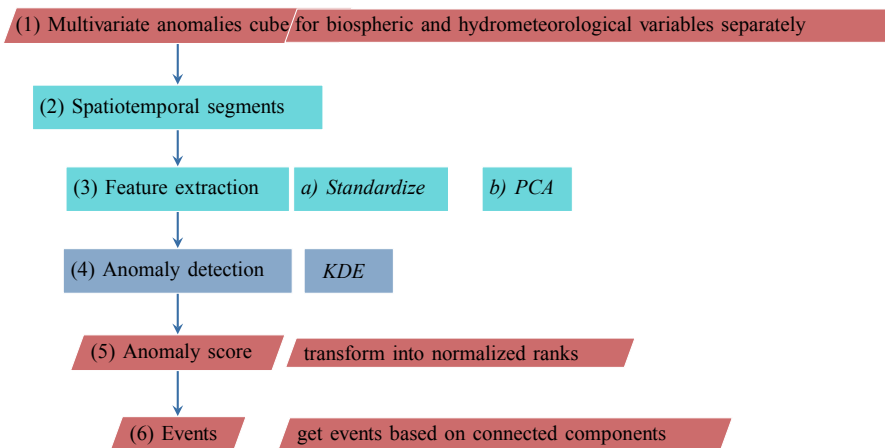 (1) Multivariate anomalies cube for biospheric and hydrometeorological variables separately
(2) Spatiotemporal segments
(3) Feature extraction a) Standardize b) PCA
(4) Anomaly detection KDE
(5) Anomaly score transform into normalized ranks
(6) Events get events based on connected components